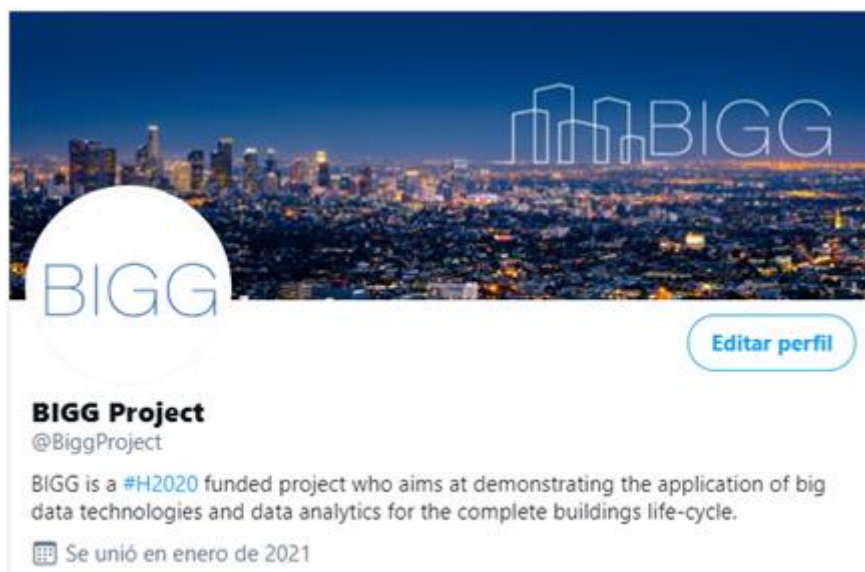 BIGG
BIGG
Editar perfil
BIGG Project
@BiggProject
BIGG is a #H2020 funded project who aims at demonstrating the application of big
data technologies and data analytics for the complete buildings life-cycle.
Se unió en enero de 2021